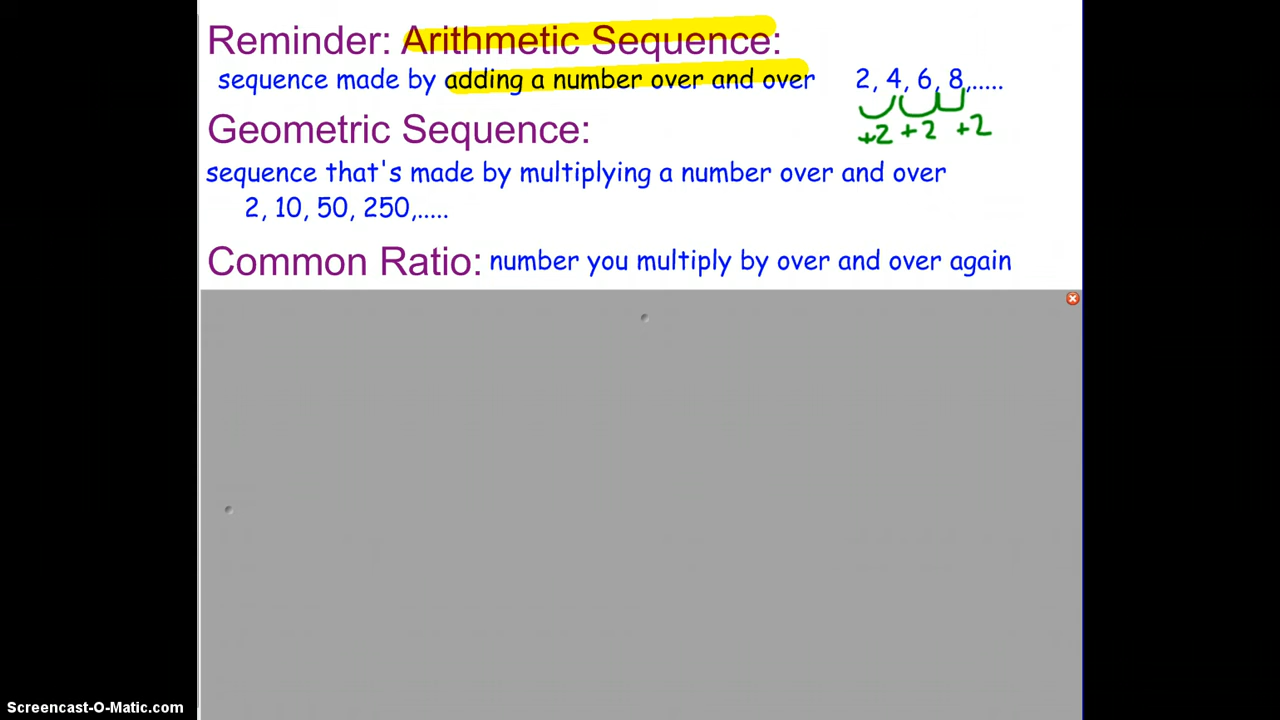 Reminder: Arithmetic Sequence:
sequence made by adding a number over and over 2, 4, 6, 8,.....
+2 +2 +2
Geometric Sequence:
sequence that's made by multiplying a number over and over
2, 10, 50, 250,.....
Common Ratio: number you multiply by over and over again
Screencast-O-Matic.com